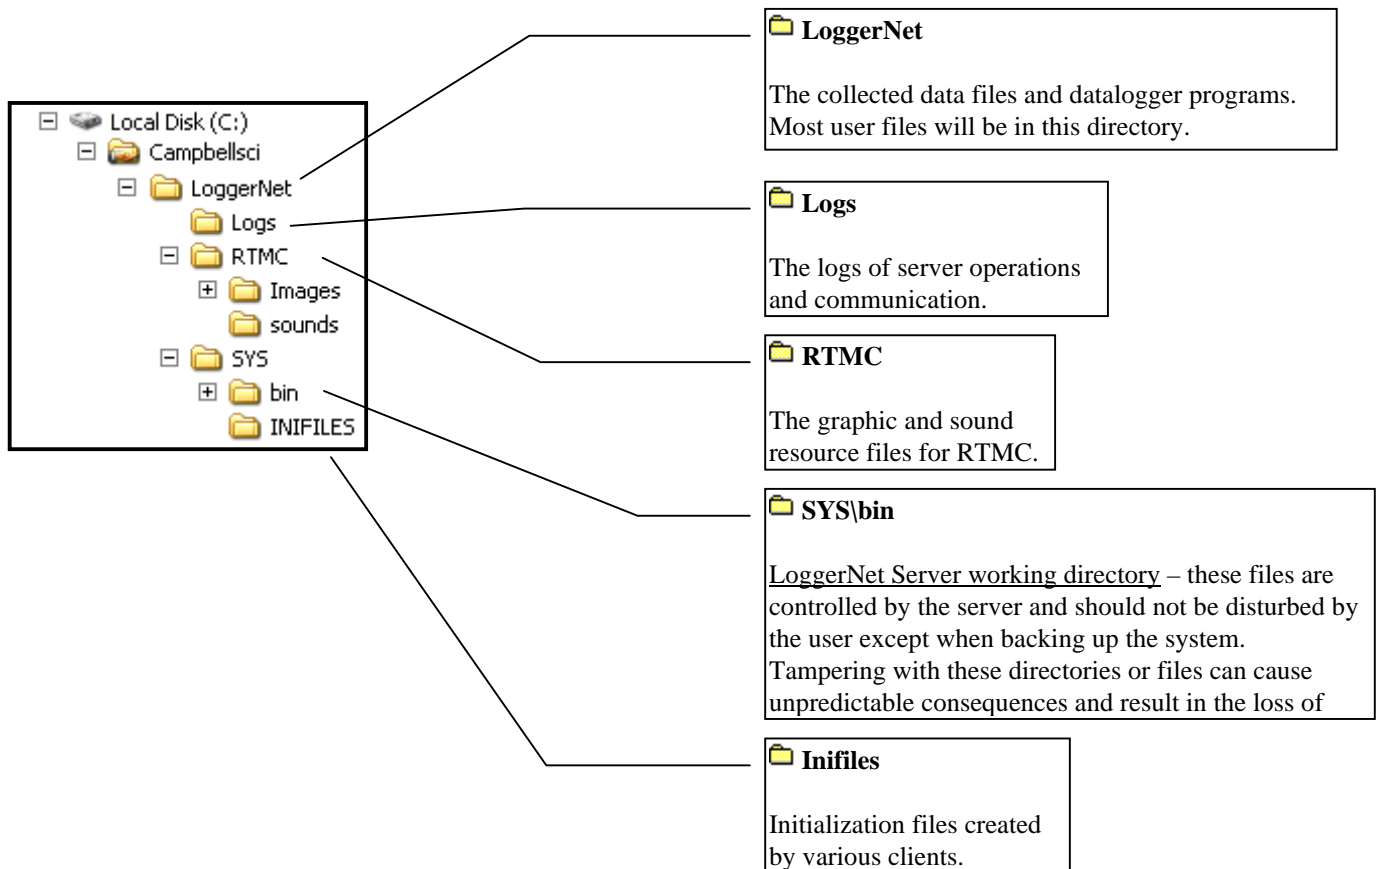 Local Disk (C:)
Campbellsci
LoggerNet
Logs
RTMC
Images
sounds
SYS
bin
INIFILES
LoggerNet
The collected data files and datalogger programs.
Most user files will be in this directory.
Logs
The logs of server operations
and communication.
RTMC
The graphic and sound
resource files for RTMC.
SYS\bin
LoggerNet Server working directory – these files are
controlled by the server and should not be disturbed by
the user except when backing up the system.
Tampering with these directories or files can cause
unpredictable consequences and result in the loss of
Inifiles
Initialization files created
by various clients.